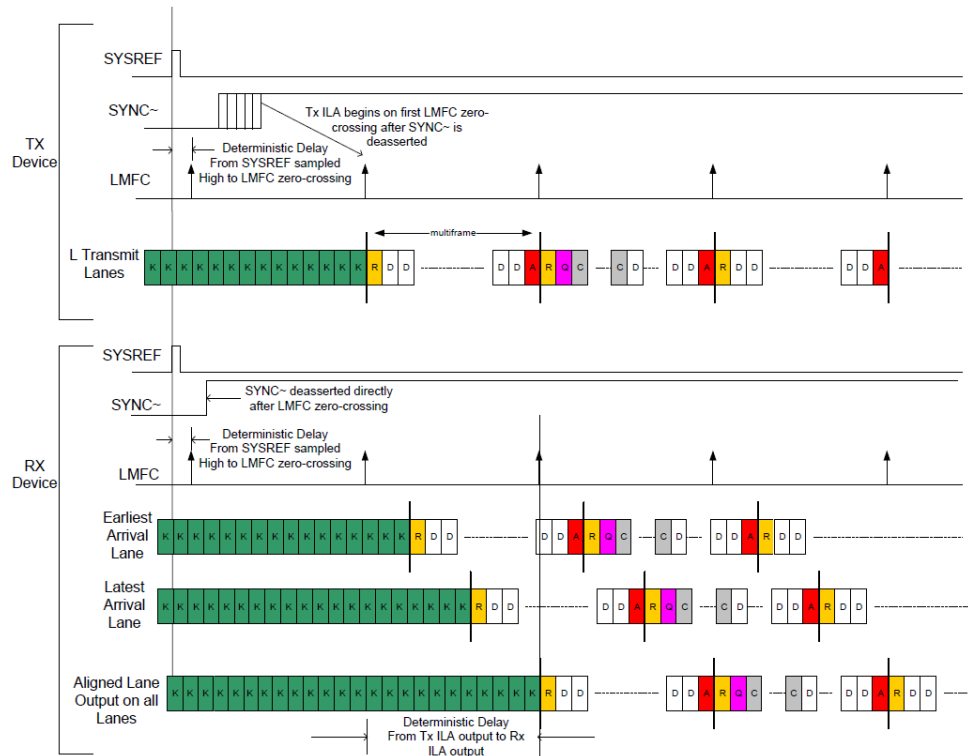 SYSREF
SYNC~
Tx ILA begins on first LMFC zero-
crossing after SYNC~ is
deasserted
TX
Device
Deterministic Delay
From SYSREF sampled
High to LMFC zero-crossing
LMFC
multiframe
L Transmit
Lanes
K K K K K K K K K K K K K K R D D D D A R Q C C D D D A R D D D D A
SYSREF
SYNC~
SYNC~ deasserted directly
after LMFC zero-crossing
RX
Device
Deterministic Delay
From SYSREF sampled
High to LMFC zero-crossing
LMFC
Earliest
Arrival
Lane
K K K K K K K K K K K K K K K K R D D D D A R Q C C D D D A R D D
Latest
Arrival
Lane
K K K K K K K K K K K K K K K K K K K K R D D D D A R Q C C D D D A R D D
Aligned Lane
Output on all
Lanes
K K K K K K K K K K K K K K K K K K K K K K K K R D D D D A R Q C C D D D A R D D
Deterministic Delay
From Tx ILA output to Rx
ILA output